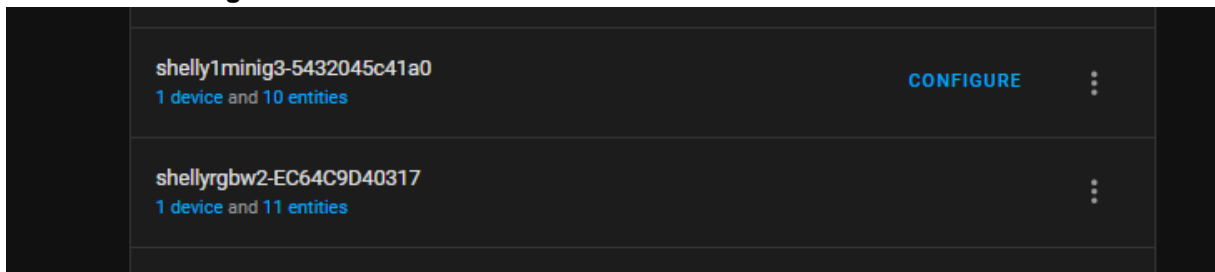 shelly1minig3-5432045c41a0
1 device and 10 entities
CONFIGURE
shellyrgbw2-EC64C9D40317
1 device and 11 entities